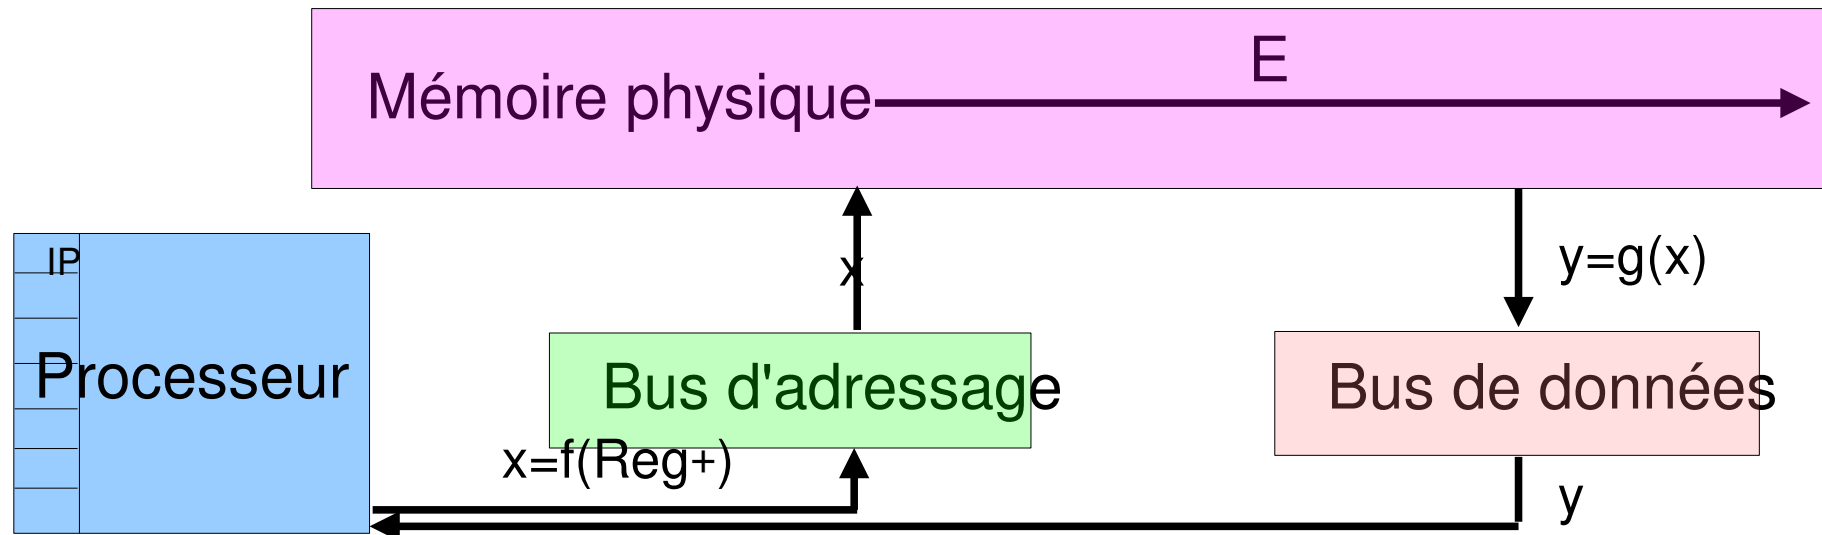 E
Mémoire physique
IP
x
y=g(x)
Processeur
Bus d'adressage
Bus de données
x=f(Reg+)
y